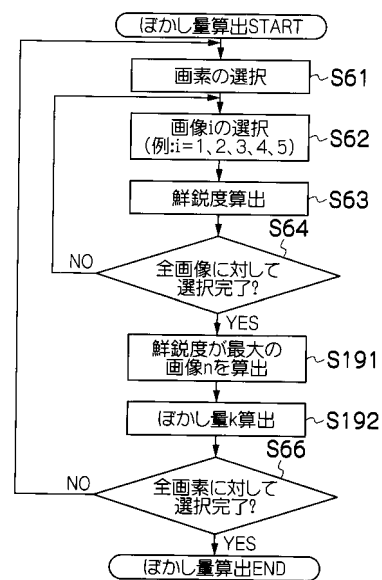 ぼかし量算出START
画素の選択
S61
画像iの選択
(例:i=1、2、3、4、5)
S62
鮮鋭度算出
S63
S64
全画像に対して
選択完了?
NO
YES
鮮鋭度が最大の
画像nを算出
S191
ぼかし量k算出
S192
S66
全画素に対して
選択完了?
NO
YES
ぼかし量算出END